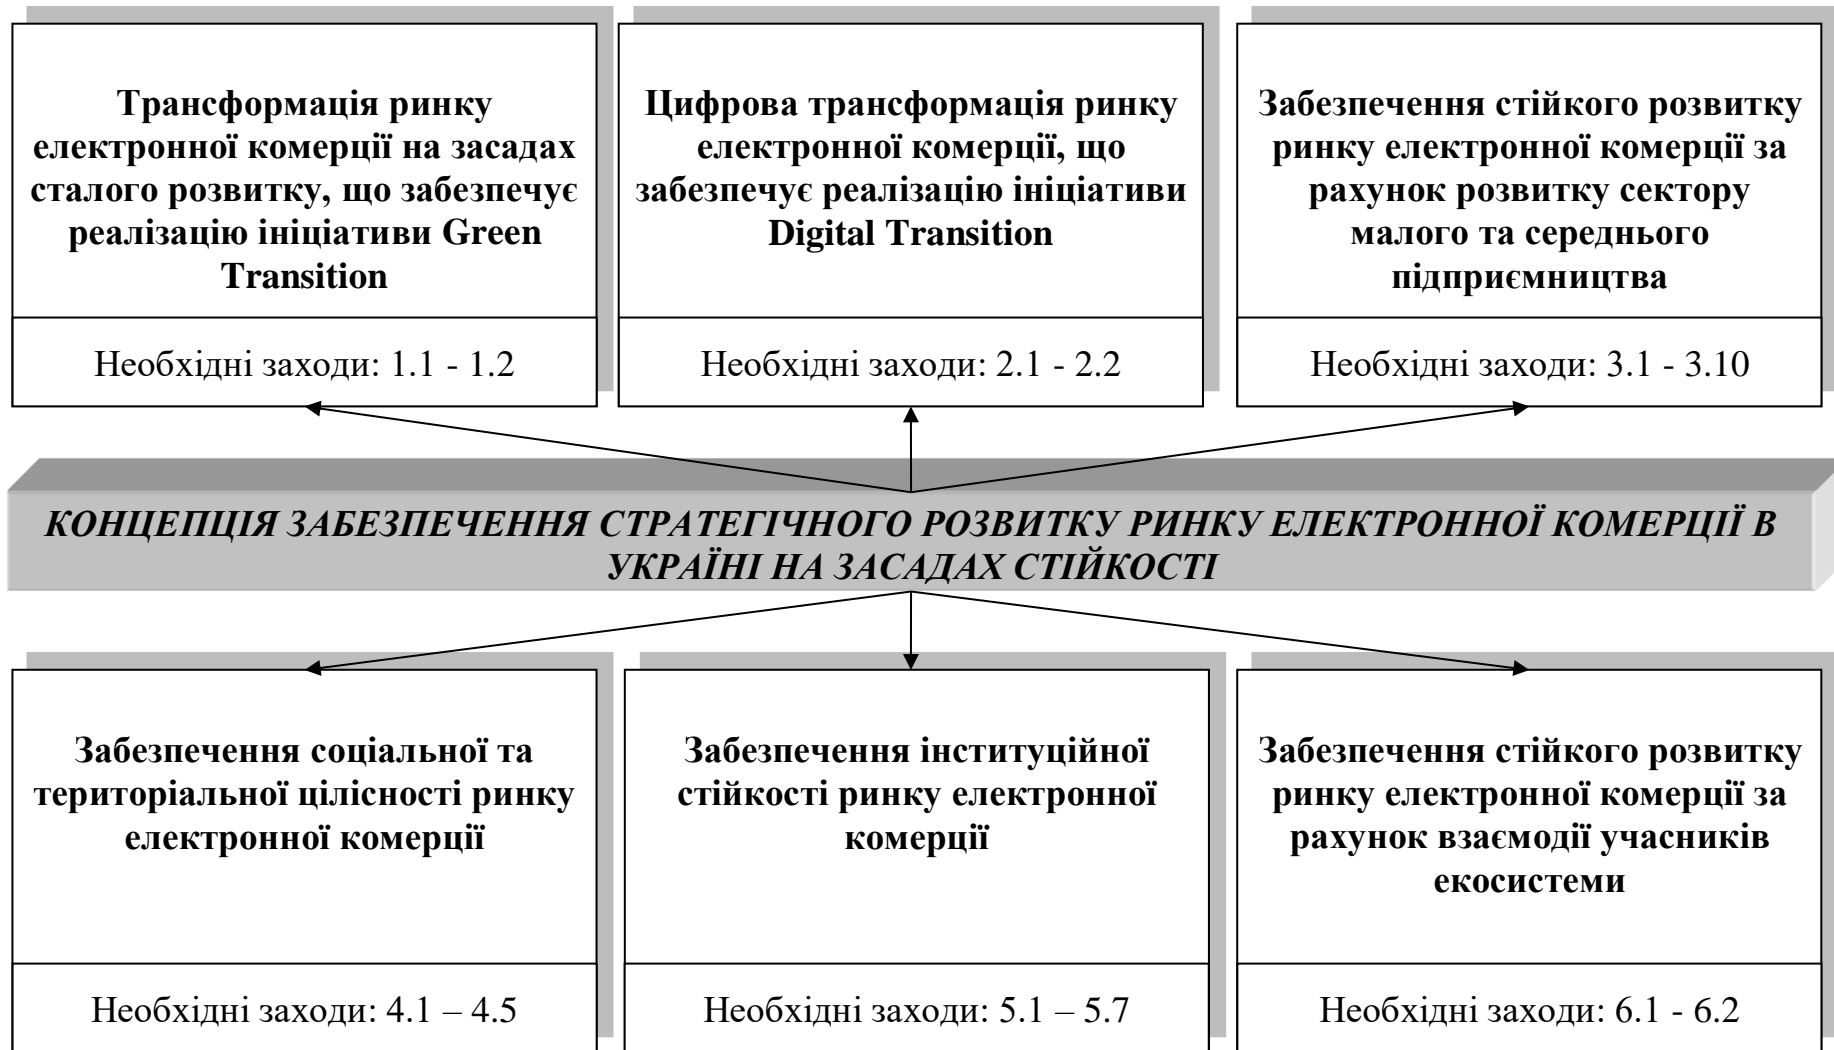 Трансформація ринку
електронної комерції на засадах
сталого розвитку, що забезпечує
реалізацію ініціативи Green
Transition
Необхідні заходи: 1.1 - 1.2
Цифрова трансформація ринку
електронної комерції, що
забезпечує реалізацію ініціативи
Digital Transition
Необхідні заходи: 2.1 - 2.2
Забезпечення стійкого розвитку
ринку електронної комерції за
рахунок розвитку сектору
малого та середнього
підприємництва
Необхідні заходи: 3.1 - 3.10
КОНЦЕПЦІЯ ЗАБЕЗПЕЧЕННЯ СТРАТЕГІЧНОГО РОЗВИТКУ РИНКУ ЕЛЕКТРОННОЇ КОМЕРЦІЇ В
УКРАЇНІ НА ЗАСАДАХ СТІЙКОСТІ
Забезпечення соціальної та
територіальної цілісності ринку
електронної комерції
Необхідні заходи: 4.1 – 4.5
Забезпечення інституційної
стійкості ринку електронної
комерції
Необхідні заходи: 5.1 – 5.7
Забезпечення стійкого розвитку
ринку електронної комерції за
рахунок взаємодії учасників
екосистеми
Необхідні заходи: 6.1 - 6.2